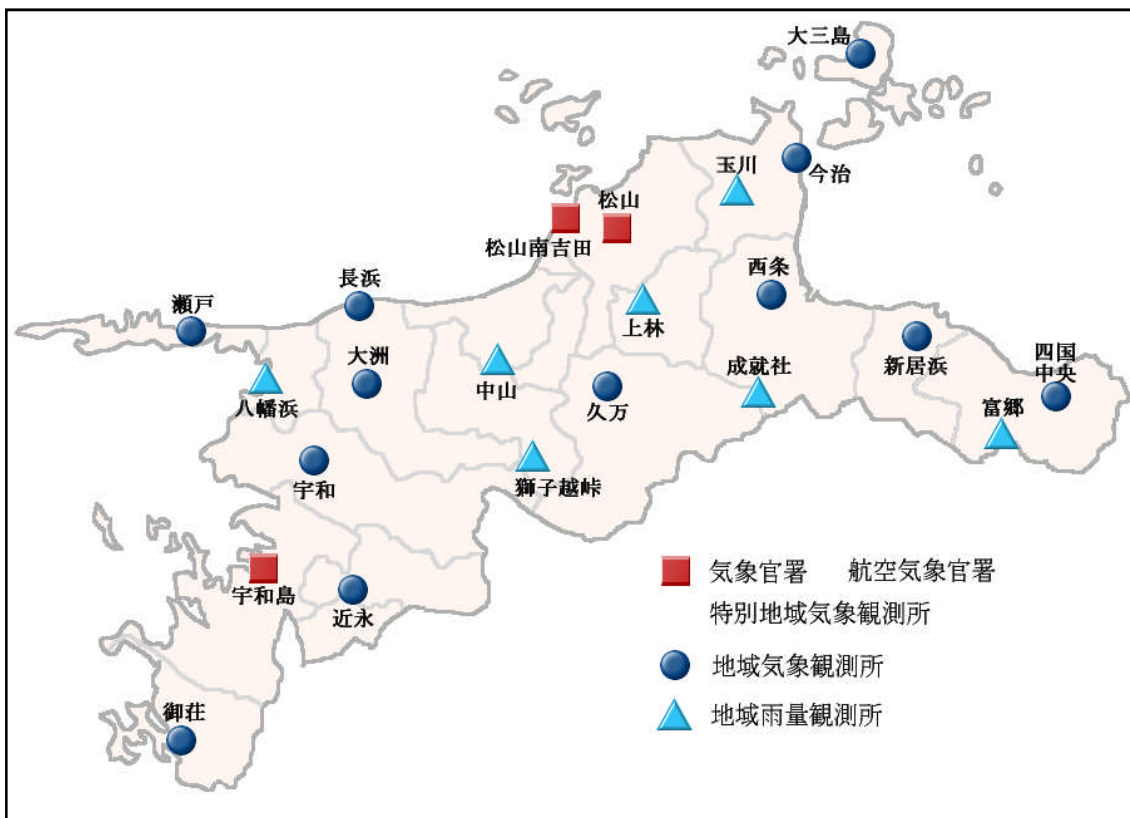 大三島
今治
玉川
松山
松山南吉田
西条
長浜
瀬戸
上林
大洲
新居浜
四国
中央
成就社
中山
久万
八幡浜
富郷
宇和
獅子越峠
宇和島
近永
御荘
気象官署 航空気象官署
特別地域気象観測所
地域気象観測所
地域雨量観測所